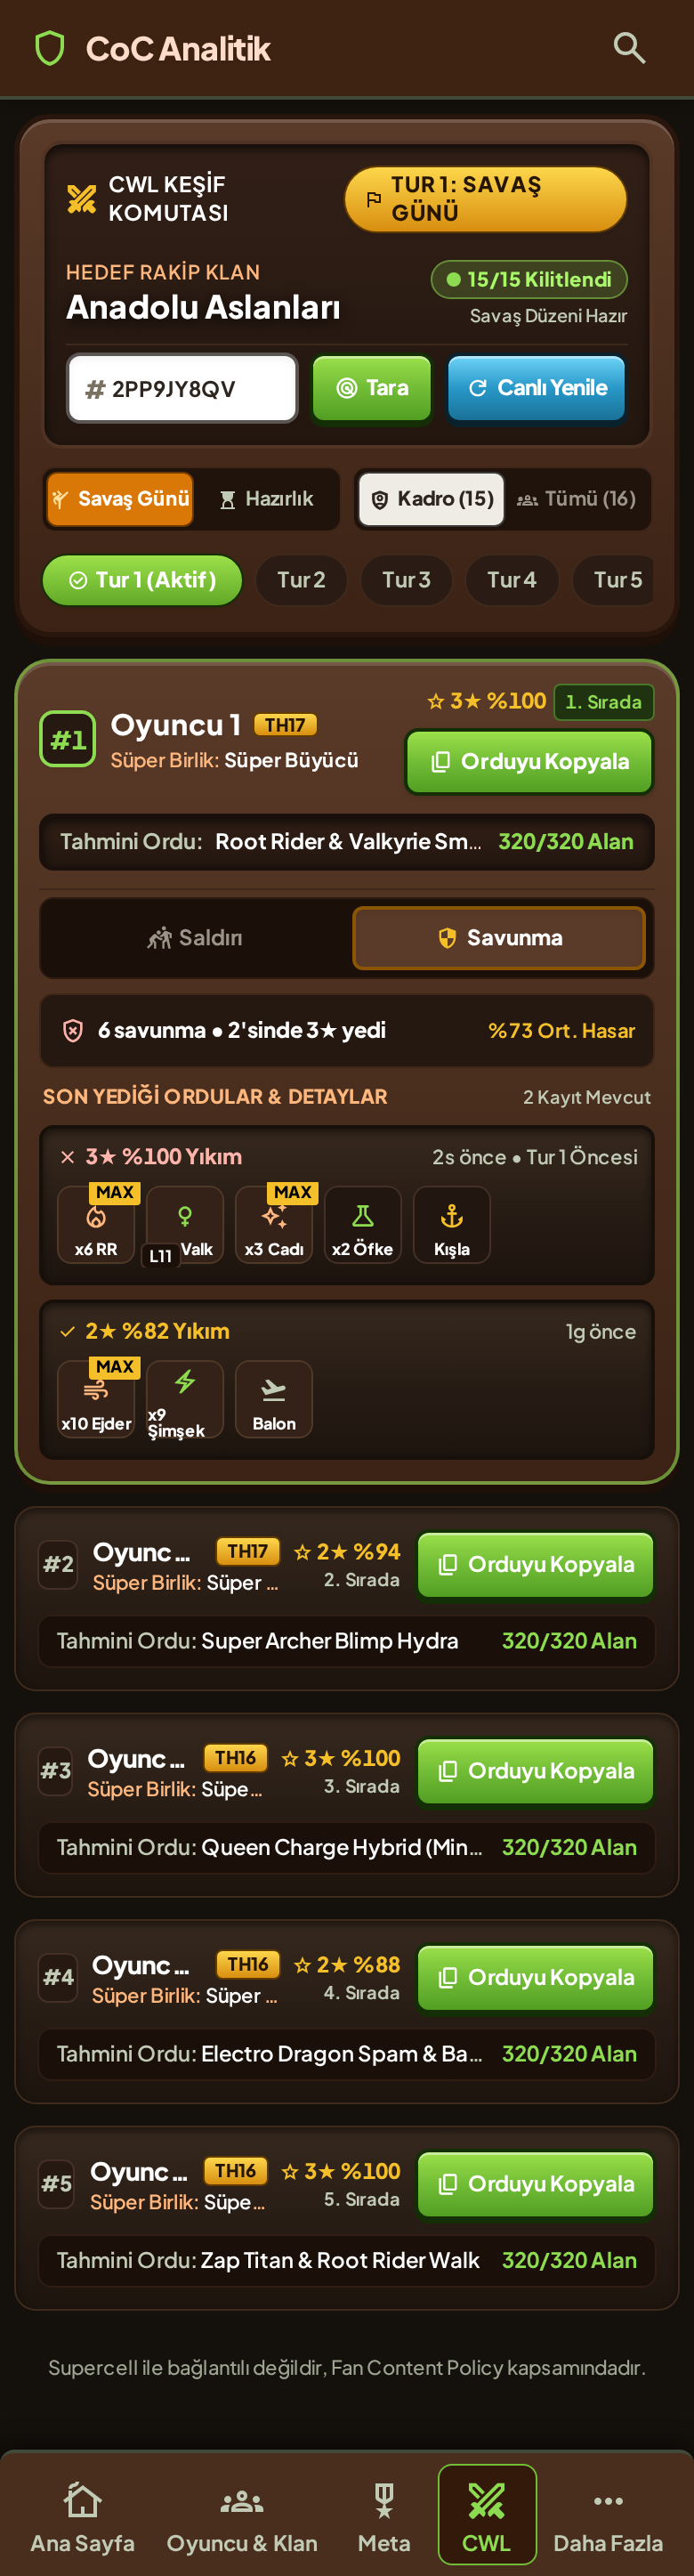 CoC Analitik
CWL KEŞİF
KOMUTASI
TUR 1: SAVAŞ
GÜNÜ
HEDEF RAKİP KLAN
Anadolu Aslanları
15/15 Kilitlendi
Savaş Düzeni Hazır
# 2PP9JY8QV
Tara
Canlı Yenile
Savaş Günü
Hazırlık
Kadro (15)
Tümü (16)
Tur 1 (Aktif)
Tur 2
Tur 3
Tur 4
Tur 5
#1
Oyuncu 1
TH17
Süper Birlik: Süper Büyücü
3★ %100
1. Sırada
Orduyu Kopyala
Tahmini Ordu: Root Rider & Valkyrie Sm...
320/320 Alan
Saldırı
Savunma
6 savunma • 2'sinde 3★ yedi
%73 Ort. Hasar
SON YEDİĞİ ORDULAR & DETAYLAR
2 Kayıt Mevcut
3★ %100 Yıkım
2s önce • Tur 1 Öncesi
MAX
x6 RR
L11
Valk
MAX
x3 Cadı
x2 Öfke
Kışla
2★ %82 Yıkım
1g önce
MAX
x10 Ejder
x9
Şimşek
Balon
#2
Oyunc ...
TH17
Süper Birlik: Süper ...
2★ %94
2. Sırada
Orduyu Kopyala
Tahmini Ordu: Super Archer Blimp Hydra
320/320 Alan
#3
Oyunc ...
TH16
Süper Birlik: Süpe...
3★ %100
3. Sırada
Orduyu Kopyala
Tahmini Ordu: Queen Charge Hybrid (Min...
320/320 Alan
#4
Oyunc ...
TH16
Süper Birlik: Süper ...
2★ %88
4. Sırada
Orduyu Kopyala
Tahmini Ordu: Electro Dragon Spam & Ba...
320/320 Alan
#5
Oyunc ...
TH16
Süper Birlik: Süpe...
3★ %100
5. Sırada
Orduyu Kopyala
Tahmini Ordu: Zap Titan & Root Rider Walk
320/320 Alan
Supercell ile bağlantılı değildir, Fan Content Policy kapsamındadır.
Ana Sayfa
Oyuncu & Klan
Meta
CWL
Daha Fazla